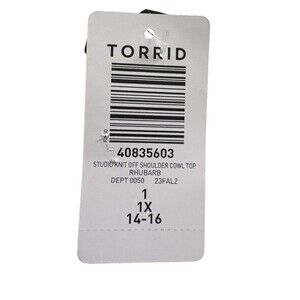 TORRID
40835603
STUDIO KNIT OFF SHOULDER COWL TOP
RHUBARB
DEPT 0050 23FAL2
1
1X
14-16